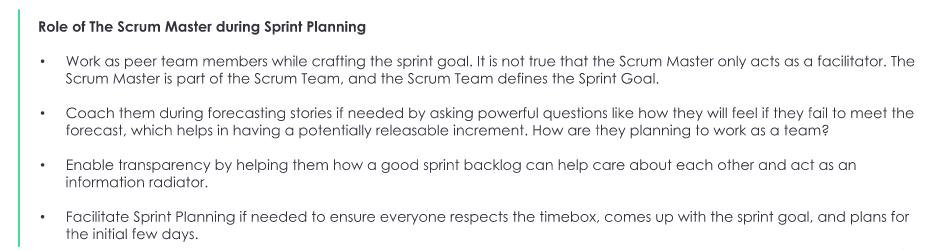 Role of The Scrum Master during Sprint Planning
• Work as peer team members while crafting the sprint goal. It is not true that the Scrum Master only acts as a facilitator. The
Scrum Master is part of the Scrum Team, and the Scrum Team defines the Sprint Goal.
• Coach them during forecasting stories if needed by asking powerful questions like how they will feel if they fail to meet the
forecast, which helps in having a potentially releasable increment. How are they planning to work as a team?
• Enable transparency by helping them how a good sprint backlog can help care about each other and act as an
information radiator.
• Facilitate Sprint Planning if needed to ensure everyone respects the timebox, comes up with the sprint goal, and plans for
the initial few days.